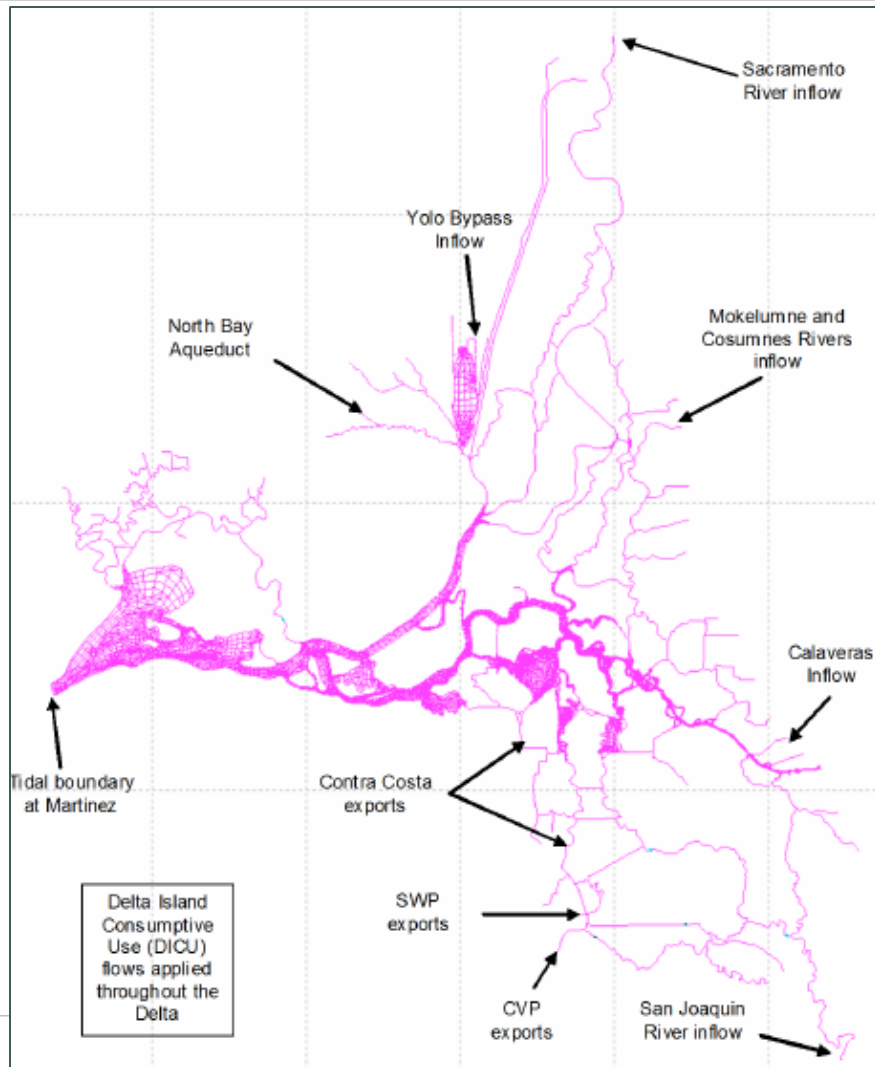 Sacramento
River inflow
Yolo Bypass
Inflow
Mokelumne and
Cosumnes Rivers
inflow
North Bay
Aqueduct
Calaveras
Inflow
Tidal boundary
at Martinez
Contra Costa
exports
Delta Island
Consumptive
Use (DICU)
flows applied
throughout the
Delta
SWP
exports
CVP
exports
San Joaquin
River inflow